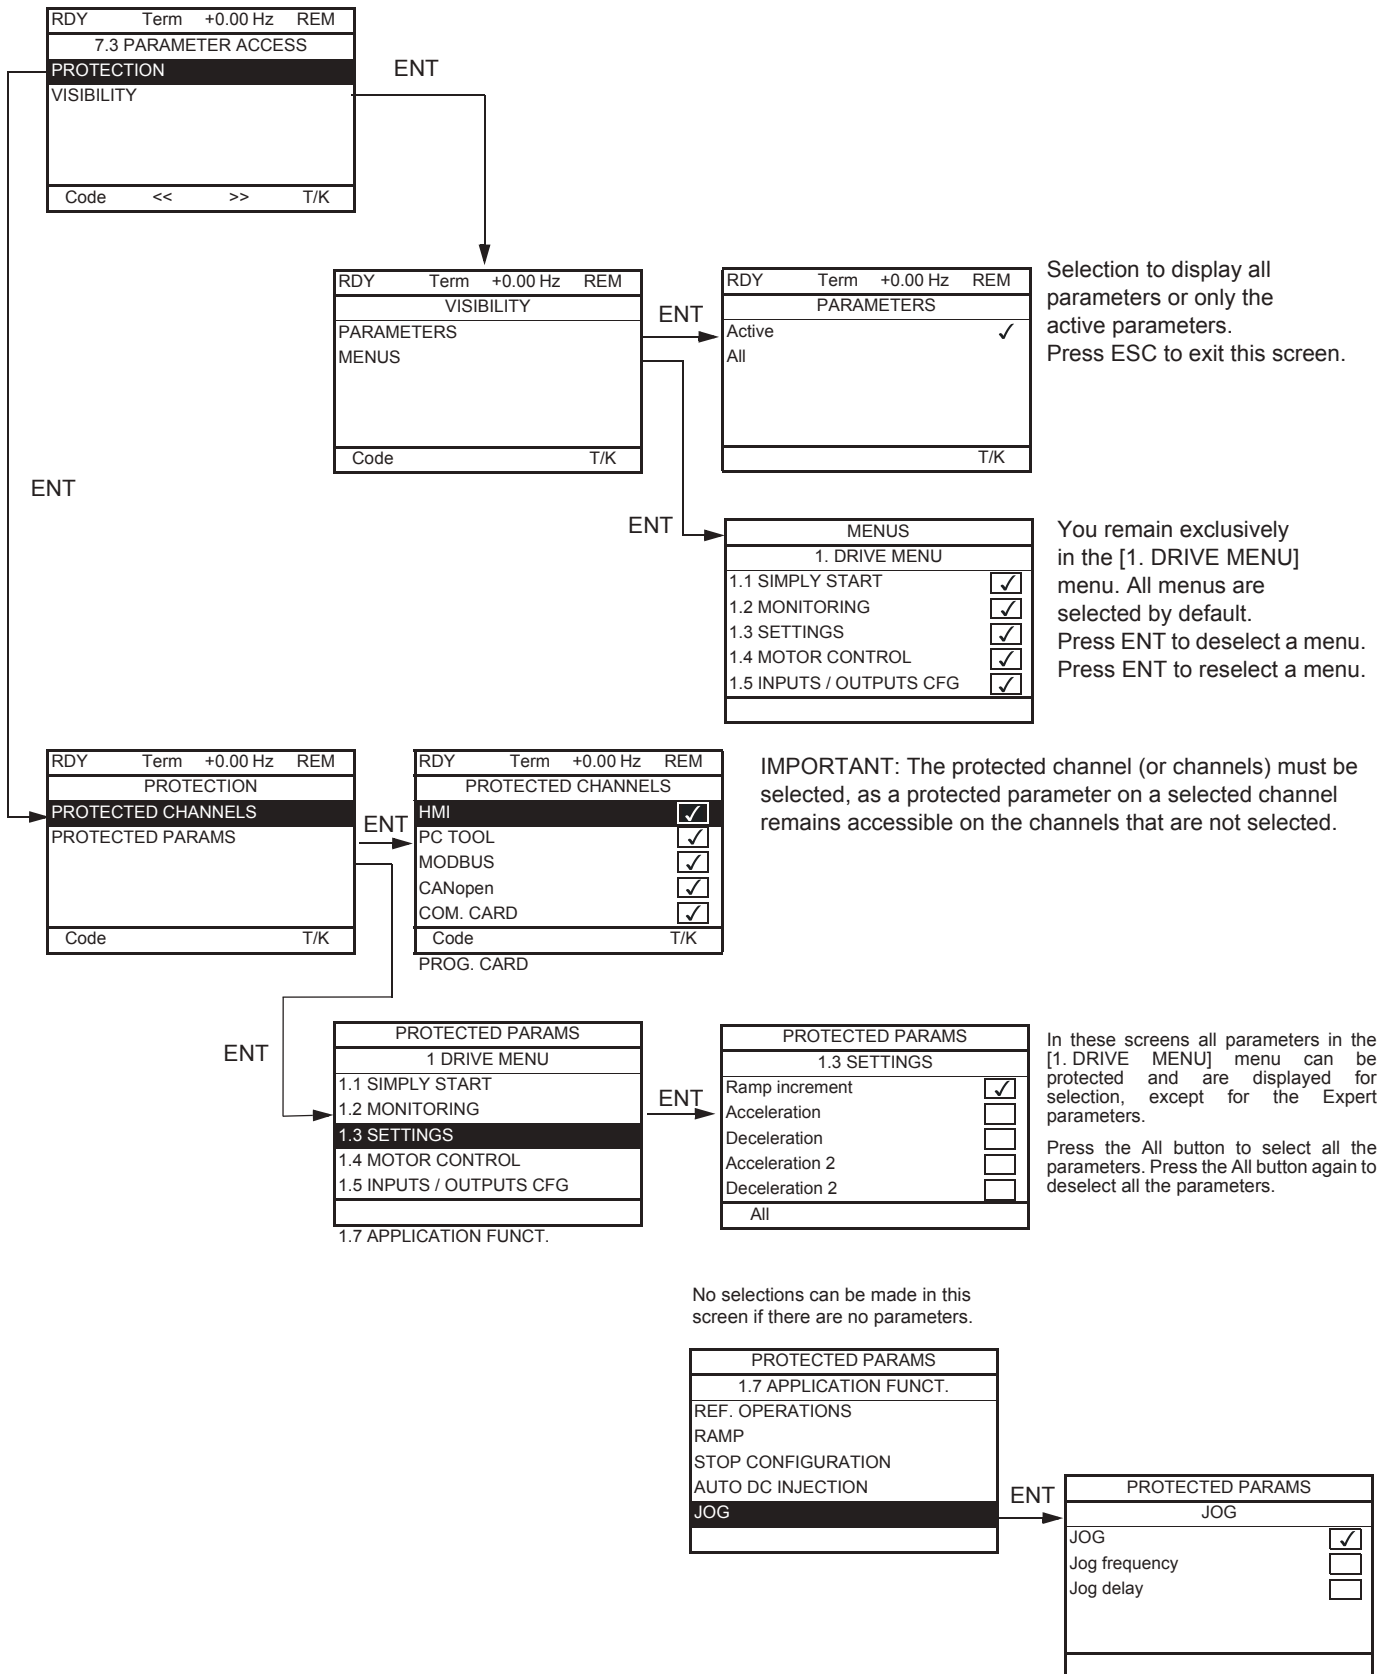 RDY Term +0.00 Hz REM
7.3 PARAMETER ACCESS
PROTECTION
VISIBILITY
Code << >> T/K
ENT
RDY Term +0.00 Hz REM
VISIBILITY
PARAMETERS
MENUS
Code T/K
ENT
RDY Term +0.00 Hz REM
PARAMETERS
Active ✓
All
T/K
Selection to display all
parameters or only the
active parameters.
Press ESC to exit this screen.
ENT
ENT
MENUS
1. DRIVE MENU
1.1 SIMPLY START ✓
1.2 MONITORING ✓
1.3 SETTINGS ✓
1.4 MOTOR CONTROL ✓
1.5 INPUTS / OUTPUTS CFG ✓
You remain exclusively
in the [1. DRIVE MENU]
menu. All menus are
selected by default.
Press ENT to deselect a menu.
Press ENT to reselect a menu.
RDY Term +0.00 Hz REM
PROTECTION
PROTECTED CHANNELS
PROTECTED PARAMS
Code T/K
ENT
RDY Term +0.00 Hz REM
PROTECTED CHANNELS
HMI ✓
PC TOOL ✓
MODBUS ✓
CANopen ✓
COM. CARD ✓
Code T/K
PROG. CARD
IMPORTANT: The protected channel (or channels) must be
selected, as a protected parameter on a selected channel
remains accessible on the channels that are not selected.
ENT
PROTECTED PARAMS
1 DRIVE MENU
1.1 SIMPLY START
1.2 MONITORING
1.3 SETTINGS
1.4 MOTOR CONTROL
1.5 INPUTS / OUTPUTS CFG
1.7 APPLICATION FUNCT.
ENT
PROTECTED PARAMS
1.3 SETTINGS
Ramp increment ✓
Acceleration
Deceleration
Acceleration 2
Deceleration 2
All
In these screens all parameters in the
[1. DRIVE MENU] menu can be
protected and are displayed for
selection, except for the Expert
parameters.
Press the All button to select all the
parameters. Press the All button again to
deselect all the parameters.
No selections can be made in this
screen if there are no parameters.
PROTECTED PARAMS
1.7 APPLICATION FUNCT.
REF. OPERATIONS
RAMP
STOP CONFIGURATION
AUTO DC INJECTION
JOG
ENT
PROTECTED PARAMS
JOG
JOG ✓
Jog frequency
Jog delay